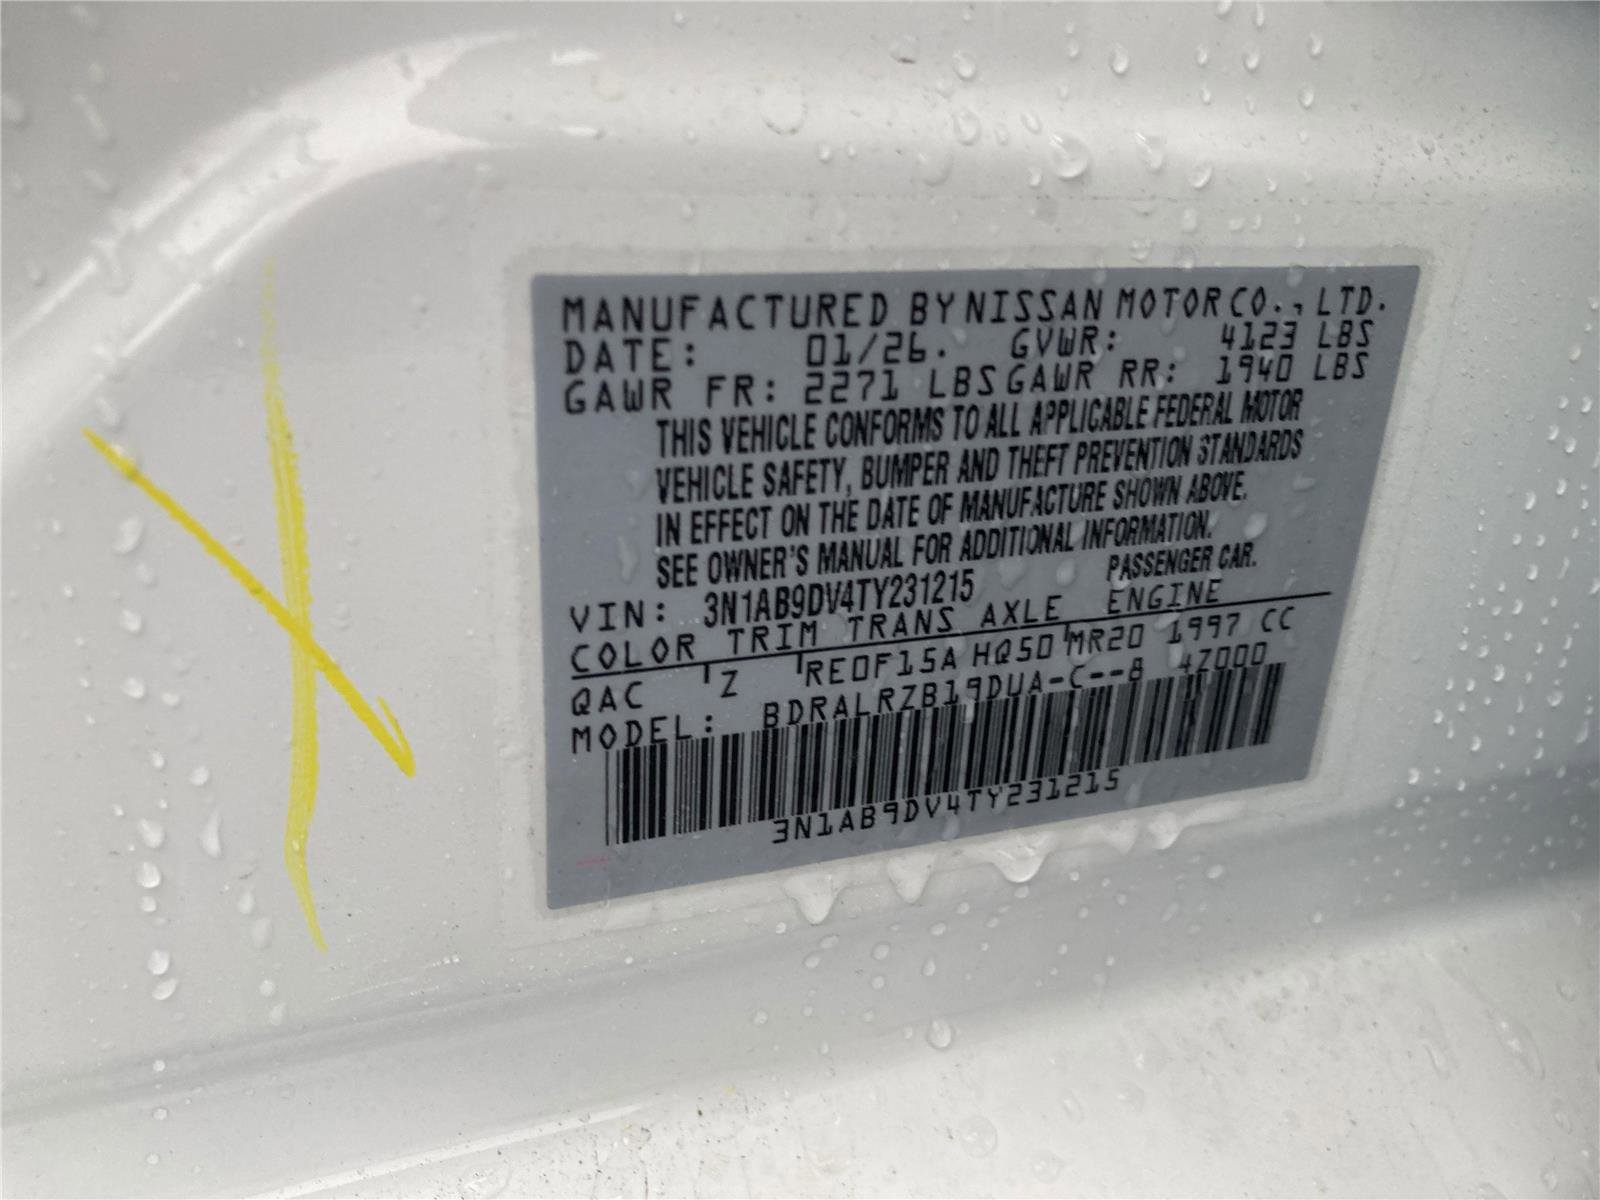 MANUFACTURED BY NISSAN MOTOR CO., LTD.
DATE: 01/26. GVWR: 4123 LBS
GAWR FR: 2271 LBS GAWR RR: 1940 LBS
THIS VEHICLE CONFORMS TO ALL APPLICABLE FEDERAL MOTOR
VEHICLE SAFETY, BUMPER AND THEFT PREVENTION STANDARDS
IN EFFECT ON THE DATE OF MANUFACTURE SHOWN ABOVE.
SEE OWNER'S MANUAL FOR ADDITIONAL INFORMATION.
VIN: 3N1AB9DV4TY231215 PASSENGER CAR.
COLOR TRIM TRANS AXLE ENGINE
QAC Z RE0F15A HQ50 MR20 1997 CC
MODEL: BDRALRZB19DUA-C--8 4Z000
3N1AB9DV4TY231215